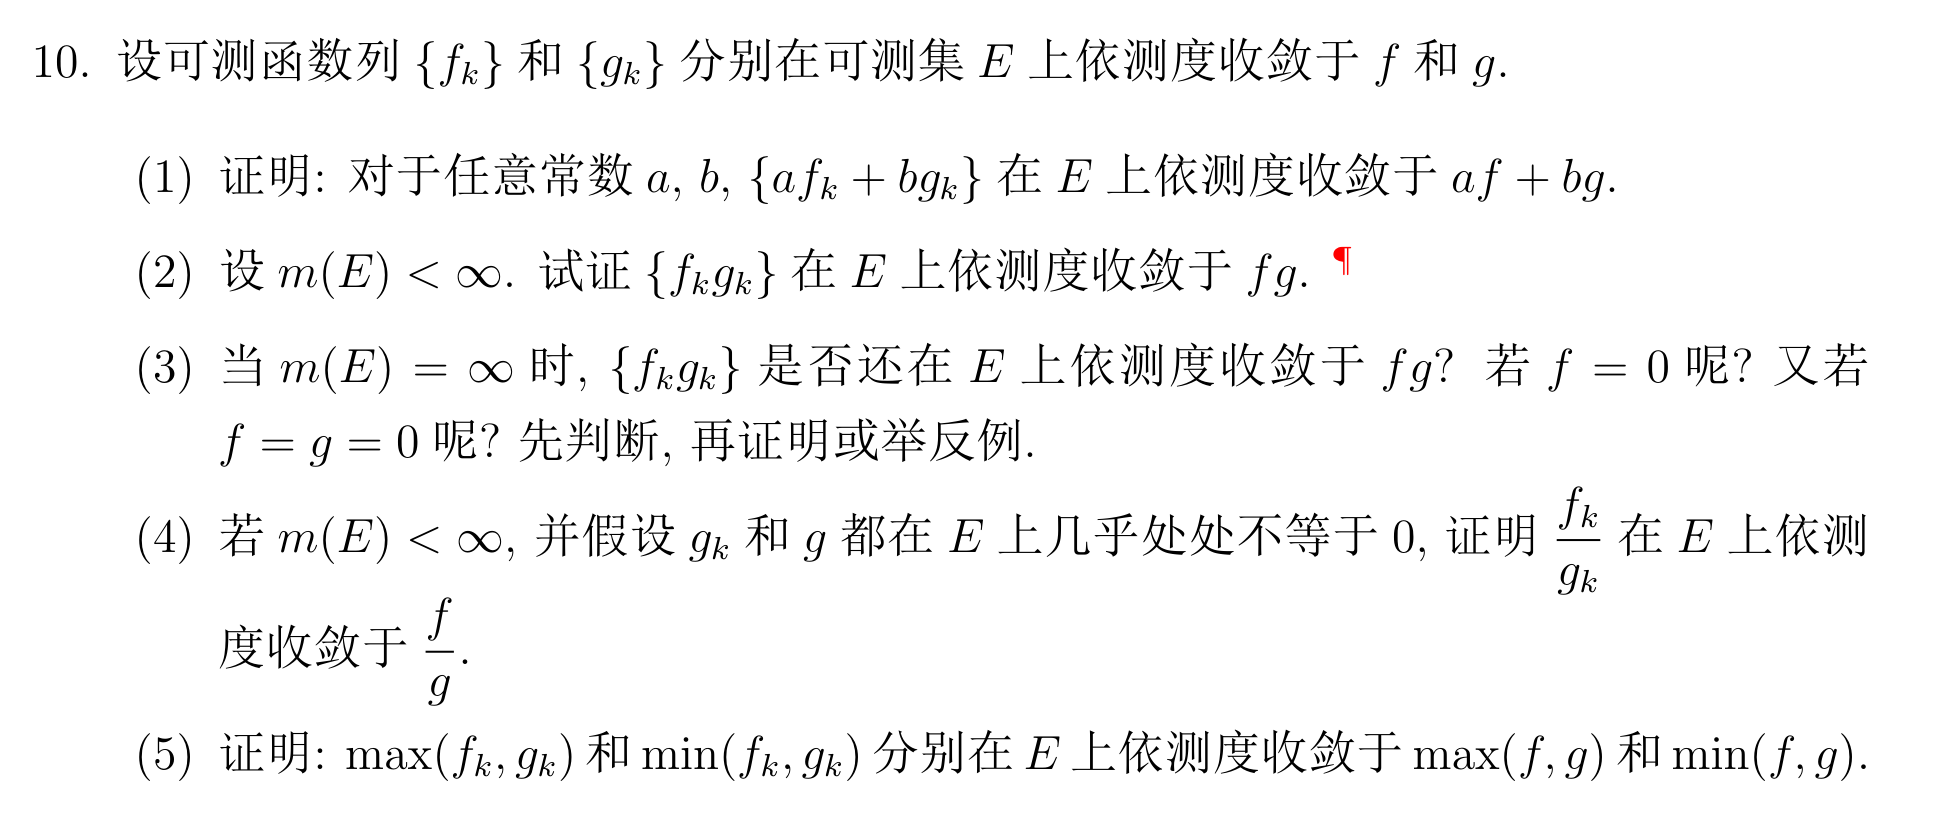 10. 设可测函数列 {f_k} 和 {g_k} 分别在可测集 E 上依测度收敛于 f 和 g.
(1) 证明: 对于任意常数 a, b, {af_k + bg_k} 在 E 上依测度收敛于 af + bg.
(2) 设 m(E) < ∞. 试证 {f_kg_k} 在 E 上依测度收敛于 fg. ¶
(3) 当 m(E) = ∞ 时, {f_kg_k} 是否还在 E 上依测度收敛于 fg? 若 f = 0 呢? 又若
f = g = 0 呢? 先判断, 再证明或举反例.
(4) 若 m(E) < ∞, 并假设 g_k 和 g 都在 E 上几乎处处不等于 0, 证明 \frac{f_k}{g_k} 在 E 上依测
度收敛于 \frac{f}{g}.
(5) 证明: max(f_k, g_k) 和 min(f_k, g_k) 分别在 E 上依测度收敛于 max(f, g) 和 min(f, g).